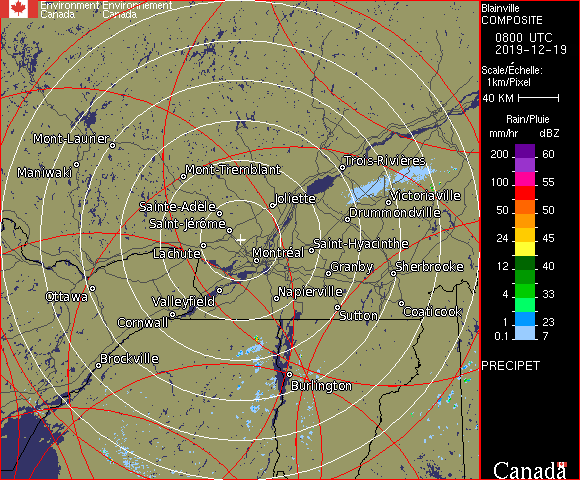 Environment Environnement
Canada Canada
Blainville
COMPOSITE
0800 UTC
2019-12-19
Scale/Échelle:
1km/Pixel
40 KM
Rain/Pluie
mm/hr dBZ
200 60
100 55
50 50
24 45
12 40
4 33
1 23
0.1 7
PRECIPET
Canada
Mont-Laurier
Maniwaki
Mont-Tremblant
Trois-Rivières
Sainte-Adèle
Joliette
Victoriaville
Saint-Jérôme
Drummondville
Lachute
Montréal
Saint-Hyacinthe
Granby
Sherbrooke
Ottawa
Valleyfield
Napierville
Cornwall
Sutton
Coaticook
Brockville
Burlington